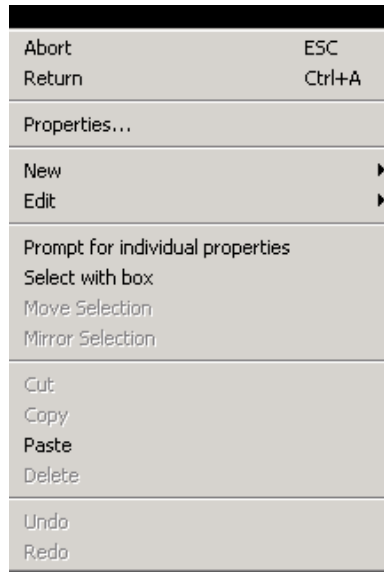 Abort ESC
Return Ctrl+A
Properties...
New
Edit
Prompt for individual properties
Select with box
Move Selection
Mirror Selection
Cut
Copy
Paste
Delete
Undo
Redo